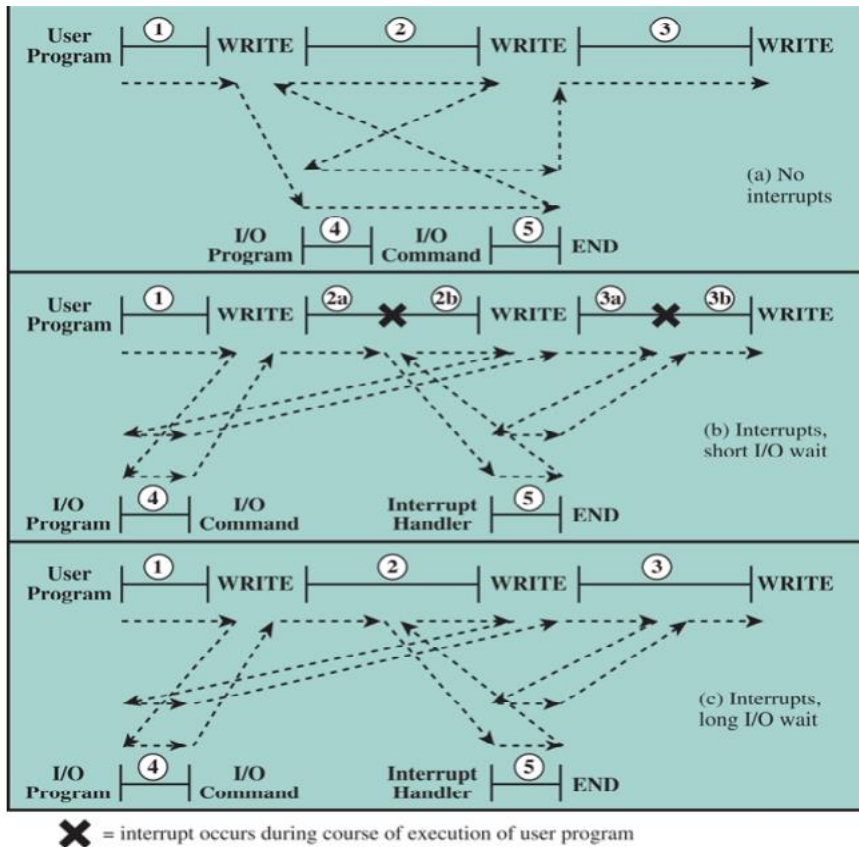 User Program 1 WRITE 2 WRITE 3 WRITE
(a) No
interrupts
I/O Program 4 I/O Command 5 END
User Program 1 WRITE 2a 2b WRITE 3a 3b WRITE
(b) Interrupts,
short I/O wait
I/O Program 4 I/O Command Interrupt Handler 5 END
User Program 1 WRITE 2 WRITE 3 WRITE
(c) Interrupts,
long I/O wait
I/O Program 4 I/O Command Interrupt Handler 5 END
= interrupt occurs during course of execution of user program